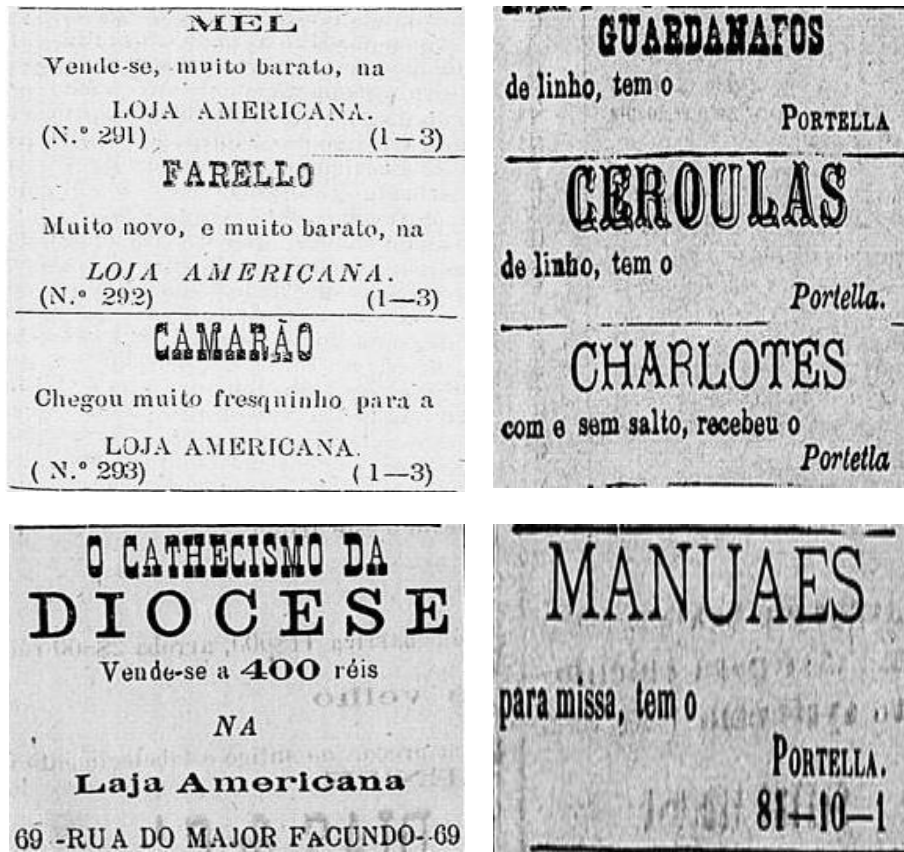 MEL
Vende-se, muito barato, na
LOJA AMERICANA.
(N.º 291) (1—3)
FARELLO
Muito novo, e muito barato, na
LOJA AMERICANA.
(N.º 292) (1—3)
CAMARÃO
Chegou muito fresquinho para a
LOJA AMERICANA.
( N.º 293) ( 1—3)
GUARDANAFOS
de linho, tem o
PORTELLA
CEROULAS
de linho, tem o
Portella.
CHARLOTES
com e sem salto, recebeu o
Portetla
O CATHECISMO DA
DIOCESE
Vende-se a 400 réis
NA
Laja Americana
69 -RUA DO MAJOR FACUNDO--69
MANUAES
para missa, tem o
PORTELLA.
81—10—1